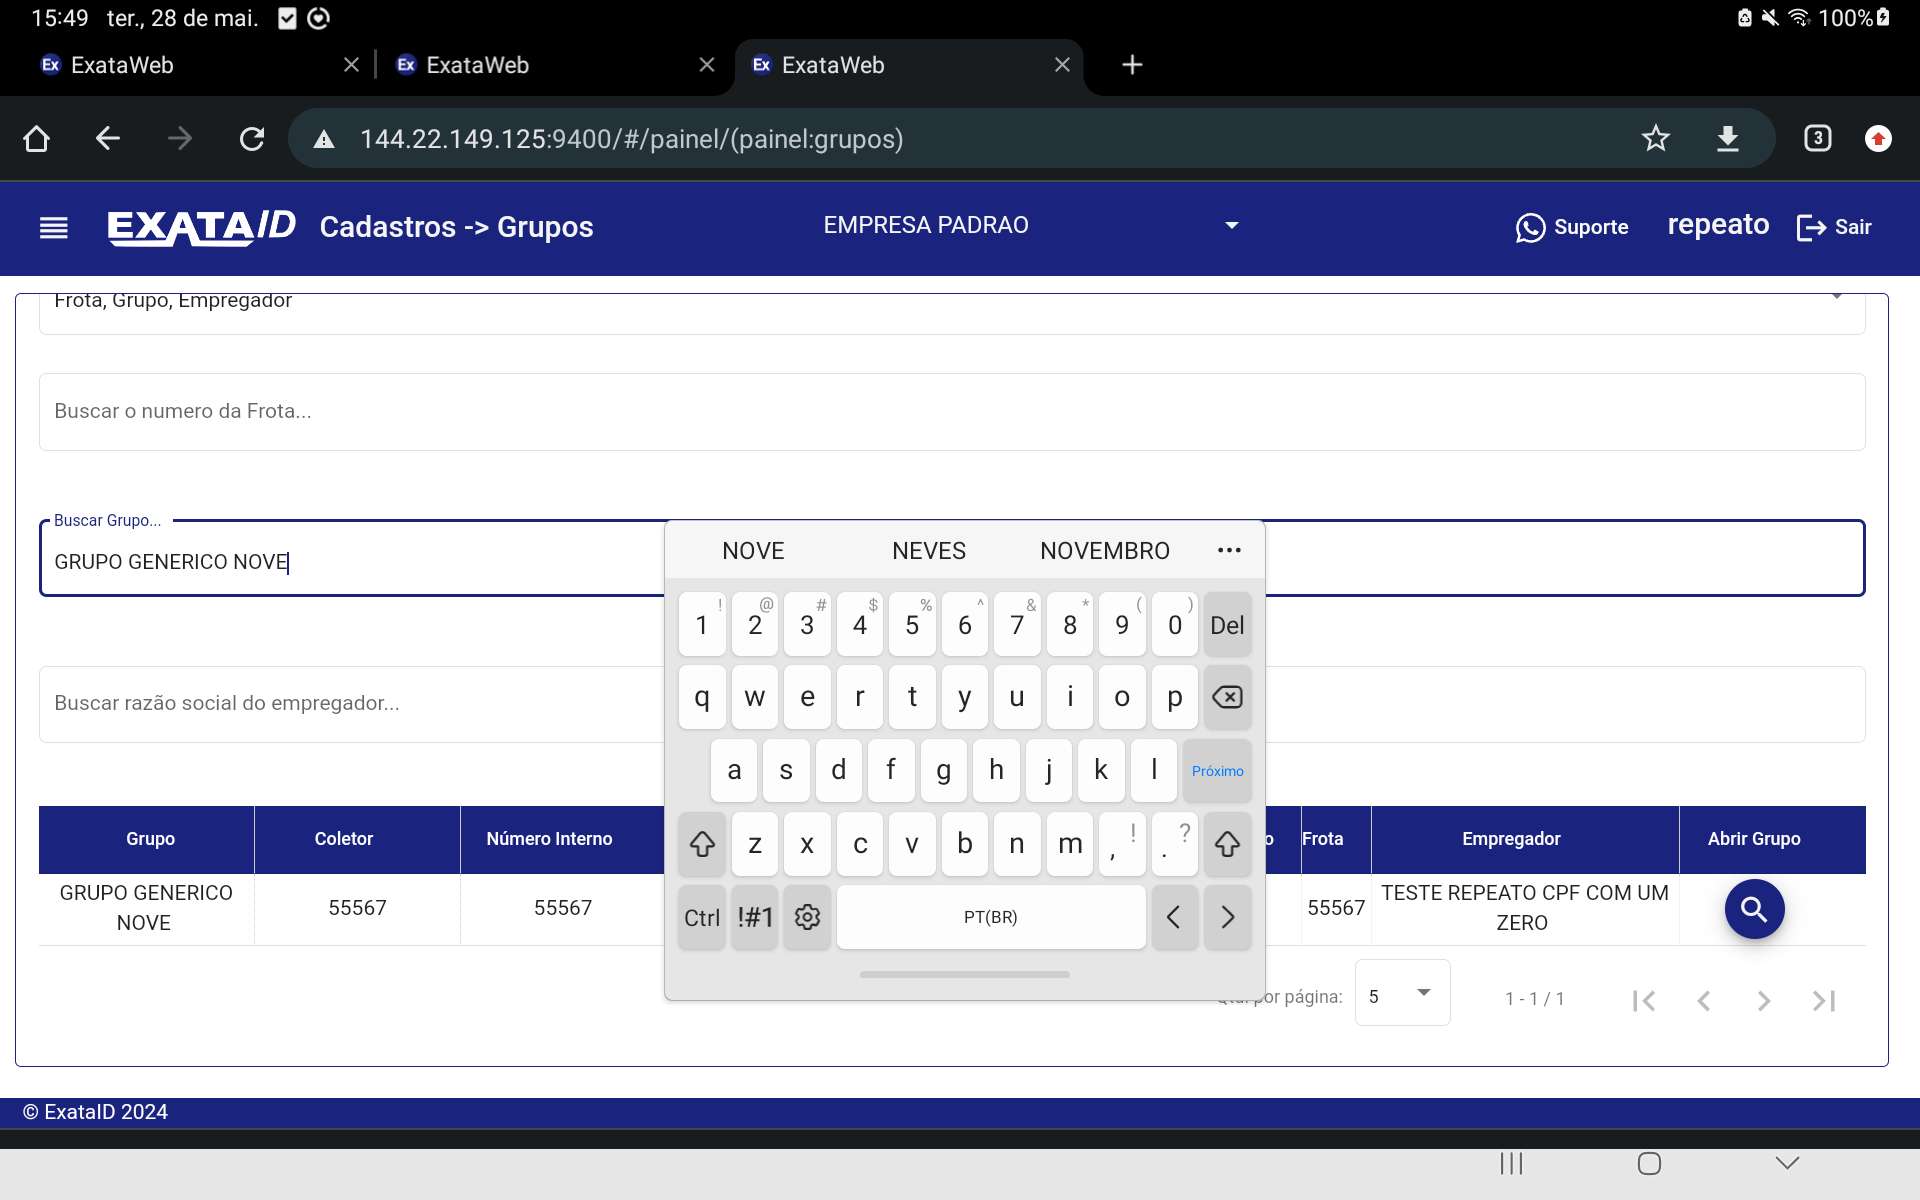 15:49 ter., 28 de mai. 100%
Ex ExataWeb Ex ExataWeb Ex ExataWeb
144.22.149.125:9400/#/painel/(painel:grupos) 3
EXATA/ID Cadastros -> Grupos EMPRESA PADRAO Suporte repeato Sair
Frota, Grupo, Empregador
Buscar o numero da Frota...
Buscar Grupo...
GRUPO GENERICO NOVE
NOVE NEVES NOVEMBRO ...
! @ # $ % ^ & * ( )
1 2 3 4 5 6 7 8 9 0 Del
q w e r t y u i o p
Buscar razão social do empregador...
a s d f g h j k l Próximo
z x c v b n m , ! . ?
Grupo Coletor Número Interno o Frota Empregador Abrir Grupo
GRUPO GENERICO NOVE 55567 55567 55567 TESTE REPEATO CPF COM UM ZERO
Ctrl !#1 PT(BR)
por página: 5 1 - 1 / 1
© ExataID 2024